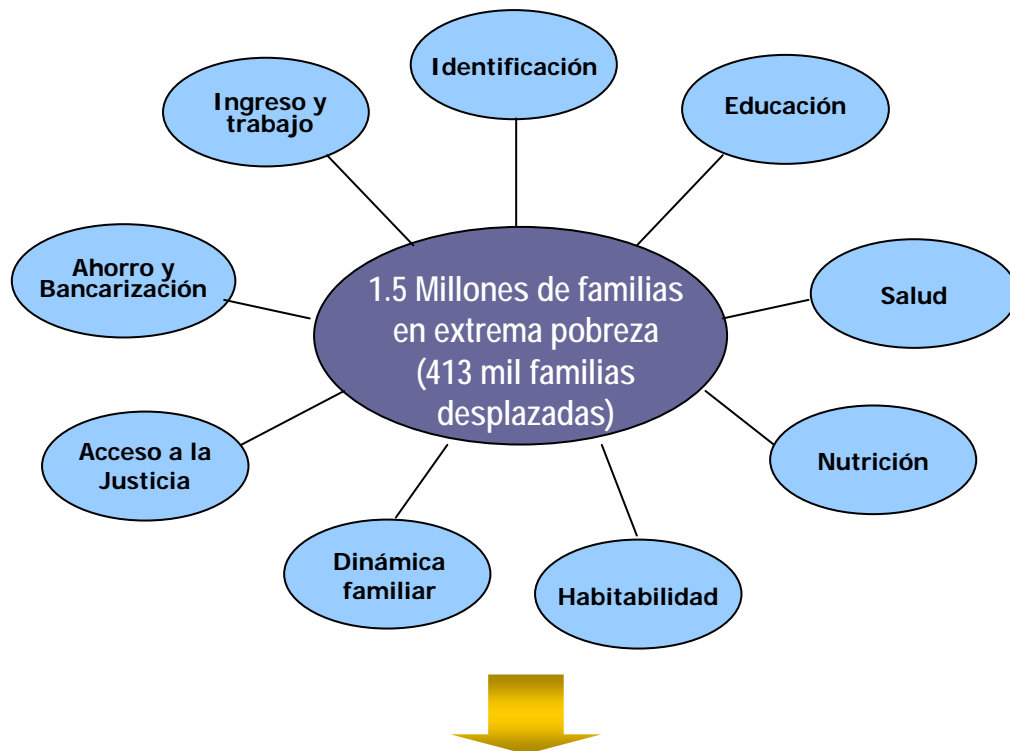 Identificación
Ingreso y
trabajo
Educación
Ahorro y
Bancarización
1.5 Millones de familias
en extrema pobreza
(413 mil familias
desplazadas)
Salud
Acceso a la
Justicia
Nutrición
Dinámica
familiar
Habitabilidad